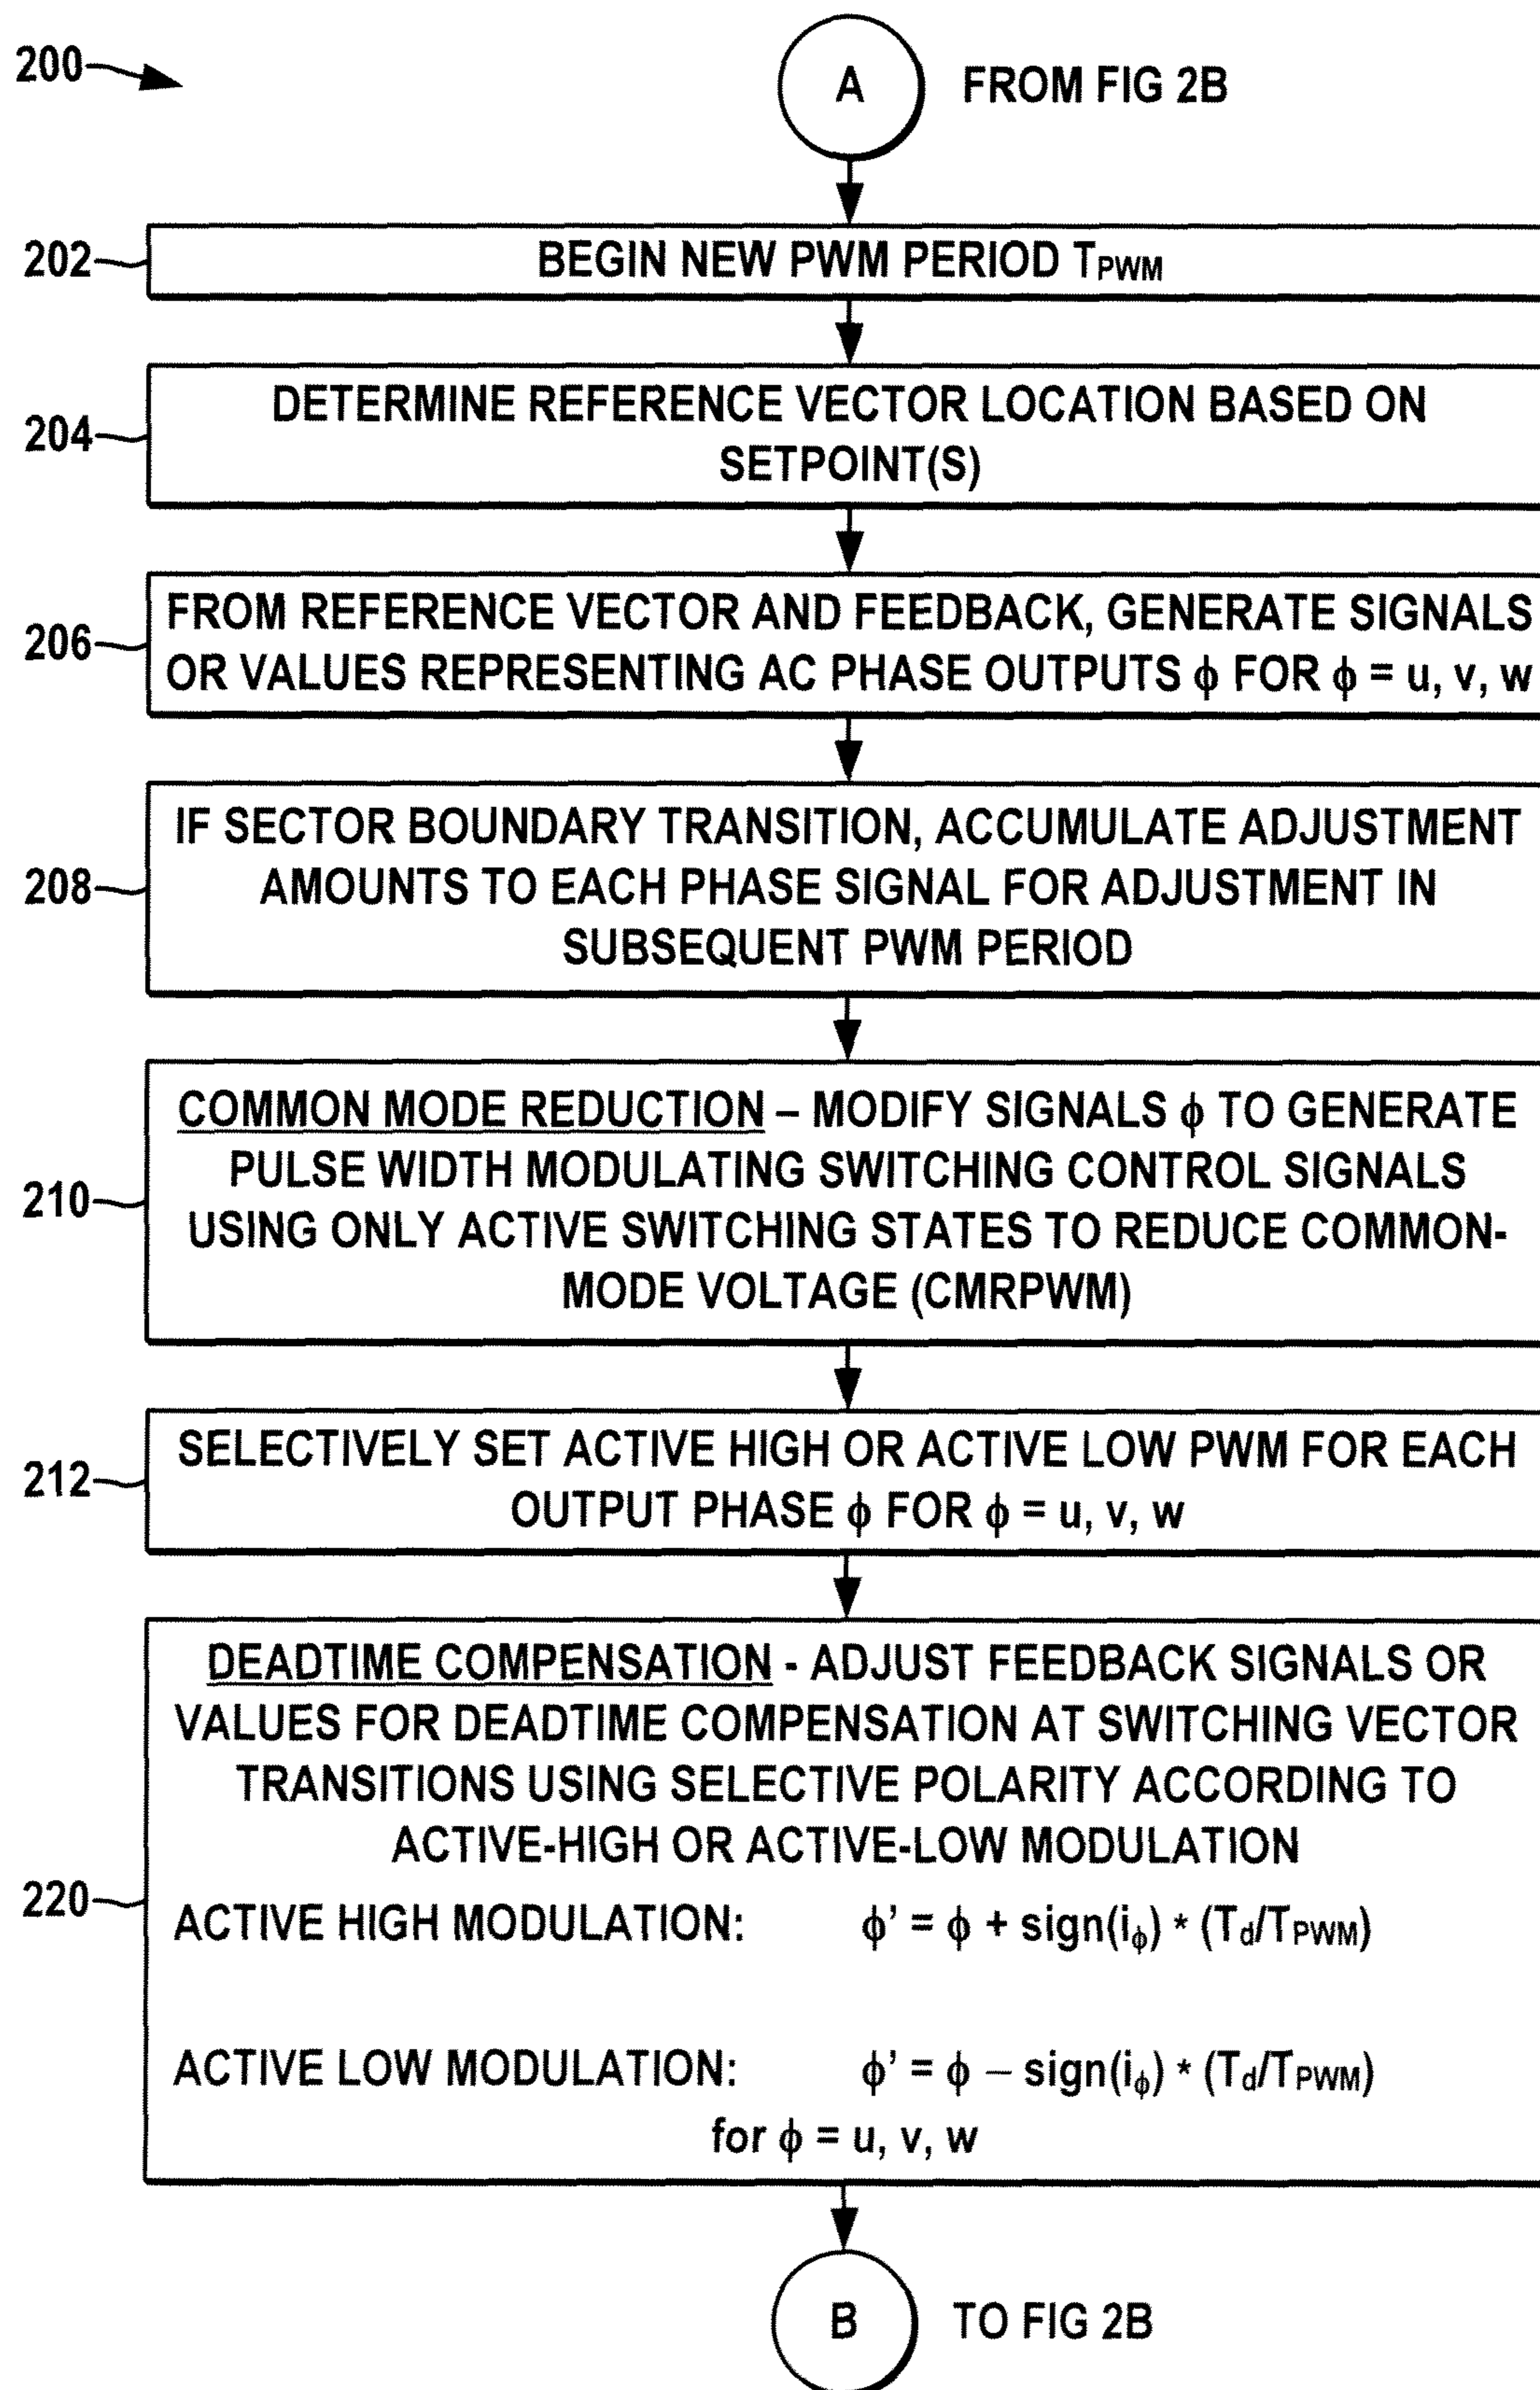 200
A FROM FIG 2B
202
BEGIN NEW PWM PERIOD TPWM
204
DETERMINE REFERENCE VECTOR LOCATION BASED ON
SETPOINT(S)
206
FROM REFERENCE VECTOR AND FEEDBACK, GENERATE SIGNALS
OR VALUES REPRESENTING AC PHASE OUTPUTS ϕ FOR ϕ = u, v, w
208
IF SECTOR BOUNDARY TRANSITION, ACCUMULATE ADJUSTMENT
AMOUNTS TO EACH PHASE SIGNAL FOR ADJUSTMENT IN
SUBSEQUENT PWM PERIOD
210
COMMON MODE REDUCTION – MODIFY SIGNALS ϕ TO GENERATE
PULSE WIDTH MODULATING SWITCHING CONTROL SIGNALS
USING ONLY ACTIVE SWITCHING STATES TO REDUCE COMMON-
MODE VOLTAGE (CMRPWM)
212
SELECTIVELY SET ACTIVE HIGH OR ACTIVE LOW PWM FOR EACH
OUTPUT PHASE ϕ FOR ϕ = u, v, w
220
DEADTIME COMPENSATION - ADJUST FEEDBACK SIGNALS OR
VALUES FOR DEADTIME COMPENSATION AT SWITCHING VECTOR
TRANSITIONS USING SELECTIVE POLARITY ACCORDING TO
ACTIVE-HIGH OR ACTIVE-LOW MODULATION
ACTIVE HIGH MODULATION: ϕ' = ϕ + sign(iϕ) * (Td/TPWM)
ACTIVE LOW MODULATION: ϕ' = ϕ – sign(iϕ) * (Td/TPWM)
for ϕ = u, v, w
B TO FIG 2B